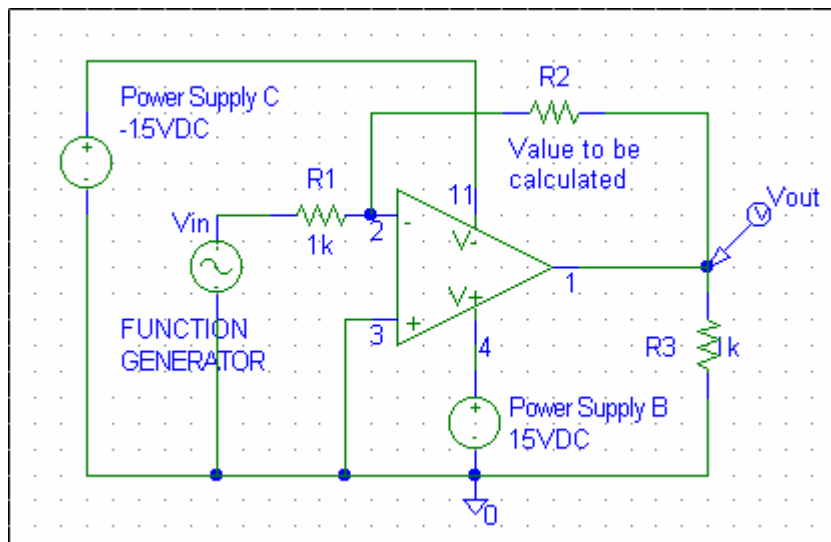 R2
Power Supply C
-15VDC
Value to be
calculated
R1
11
Vout
V
Vin
2
-
1k
V-
V+
1
3
+
4
FUNCTION
GENERATOR
R3
1k
Power Supply B
15VDC
0
+
-
+
-